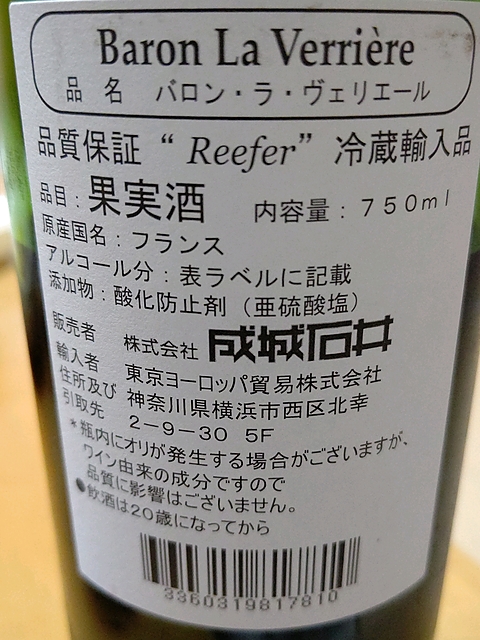 Baron La Verrière
品 名 バロン・ラ・ヴェリエール
品質保証 “ Reefer” 冷蔵輸入品
品目：果実酒 内容量：７５０ml
原産国名：フランス
アルコール分：表ラベルに記載
添加物：酸化防止剤（亜硫酸塩）
販売者 株式会社 成城石井
輸入者 東京ヨーロッパ貿易株式会社
住所及び 神奈川県横浜市西区北幸
引取先 2－9－30 5F
＊瓶内にオリが発生する場合がございますが、
ワイン由来の成分ですので
品質に影響はございません。
●飲酒は20歳になってから
3360319817810